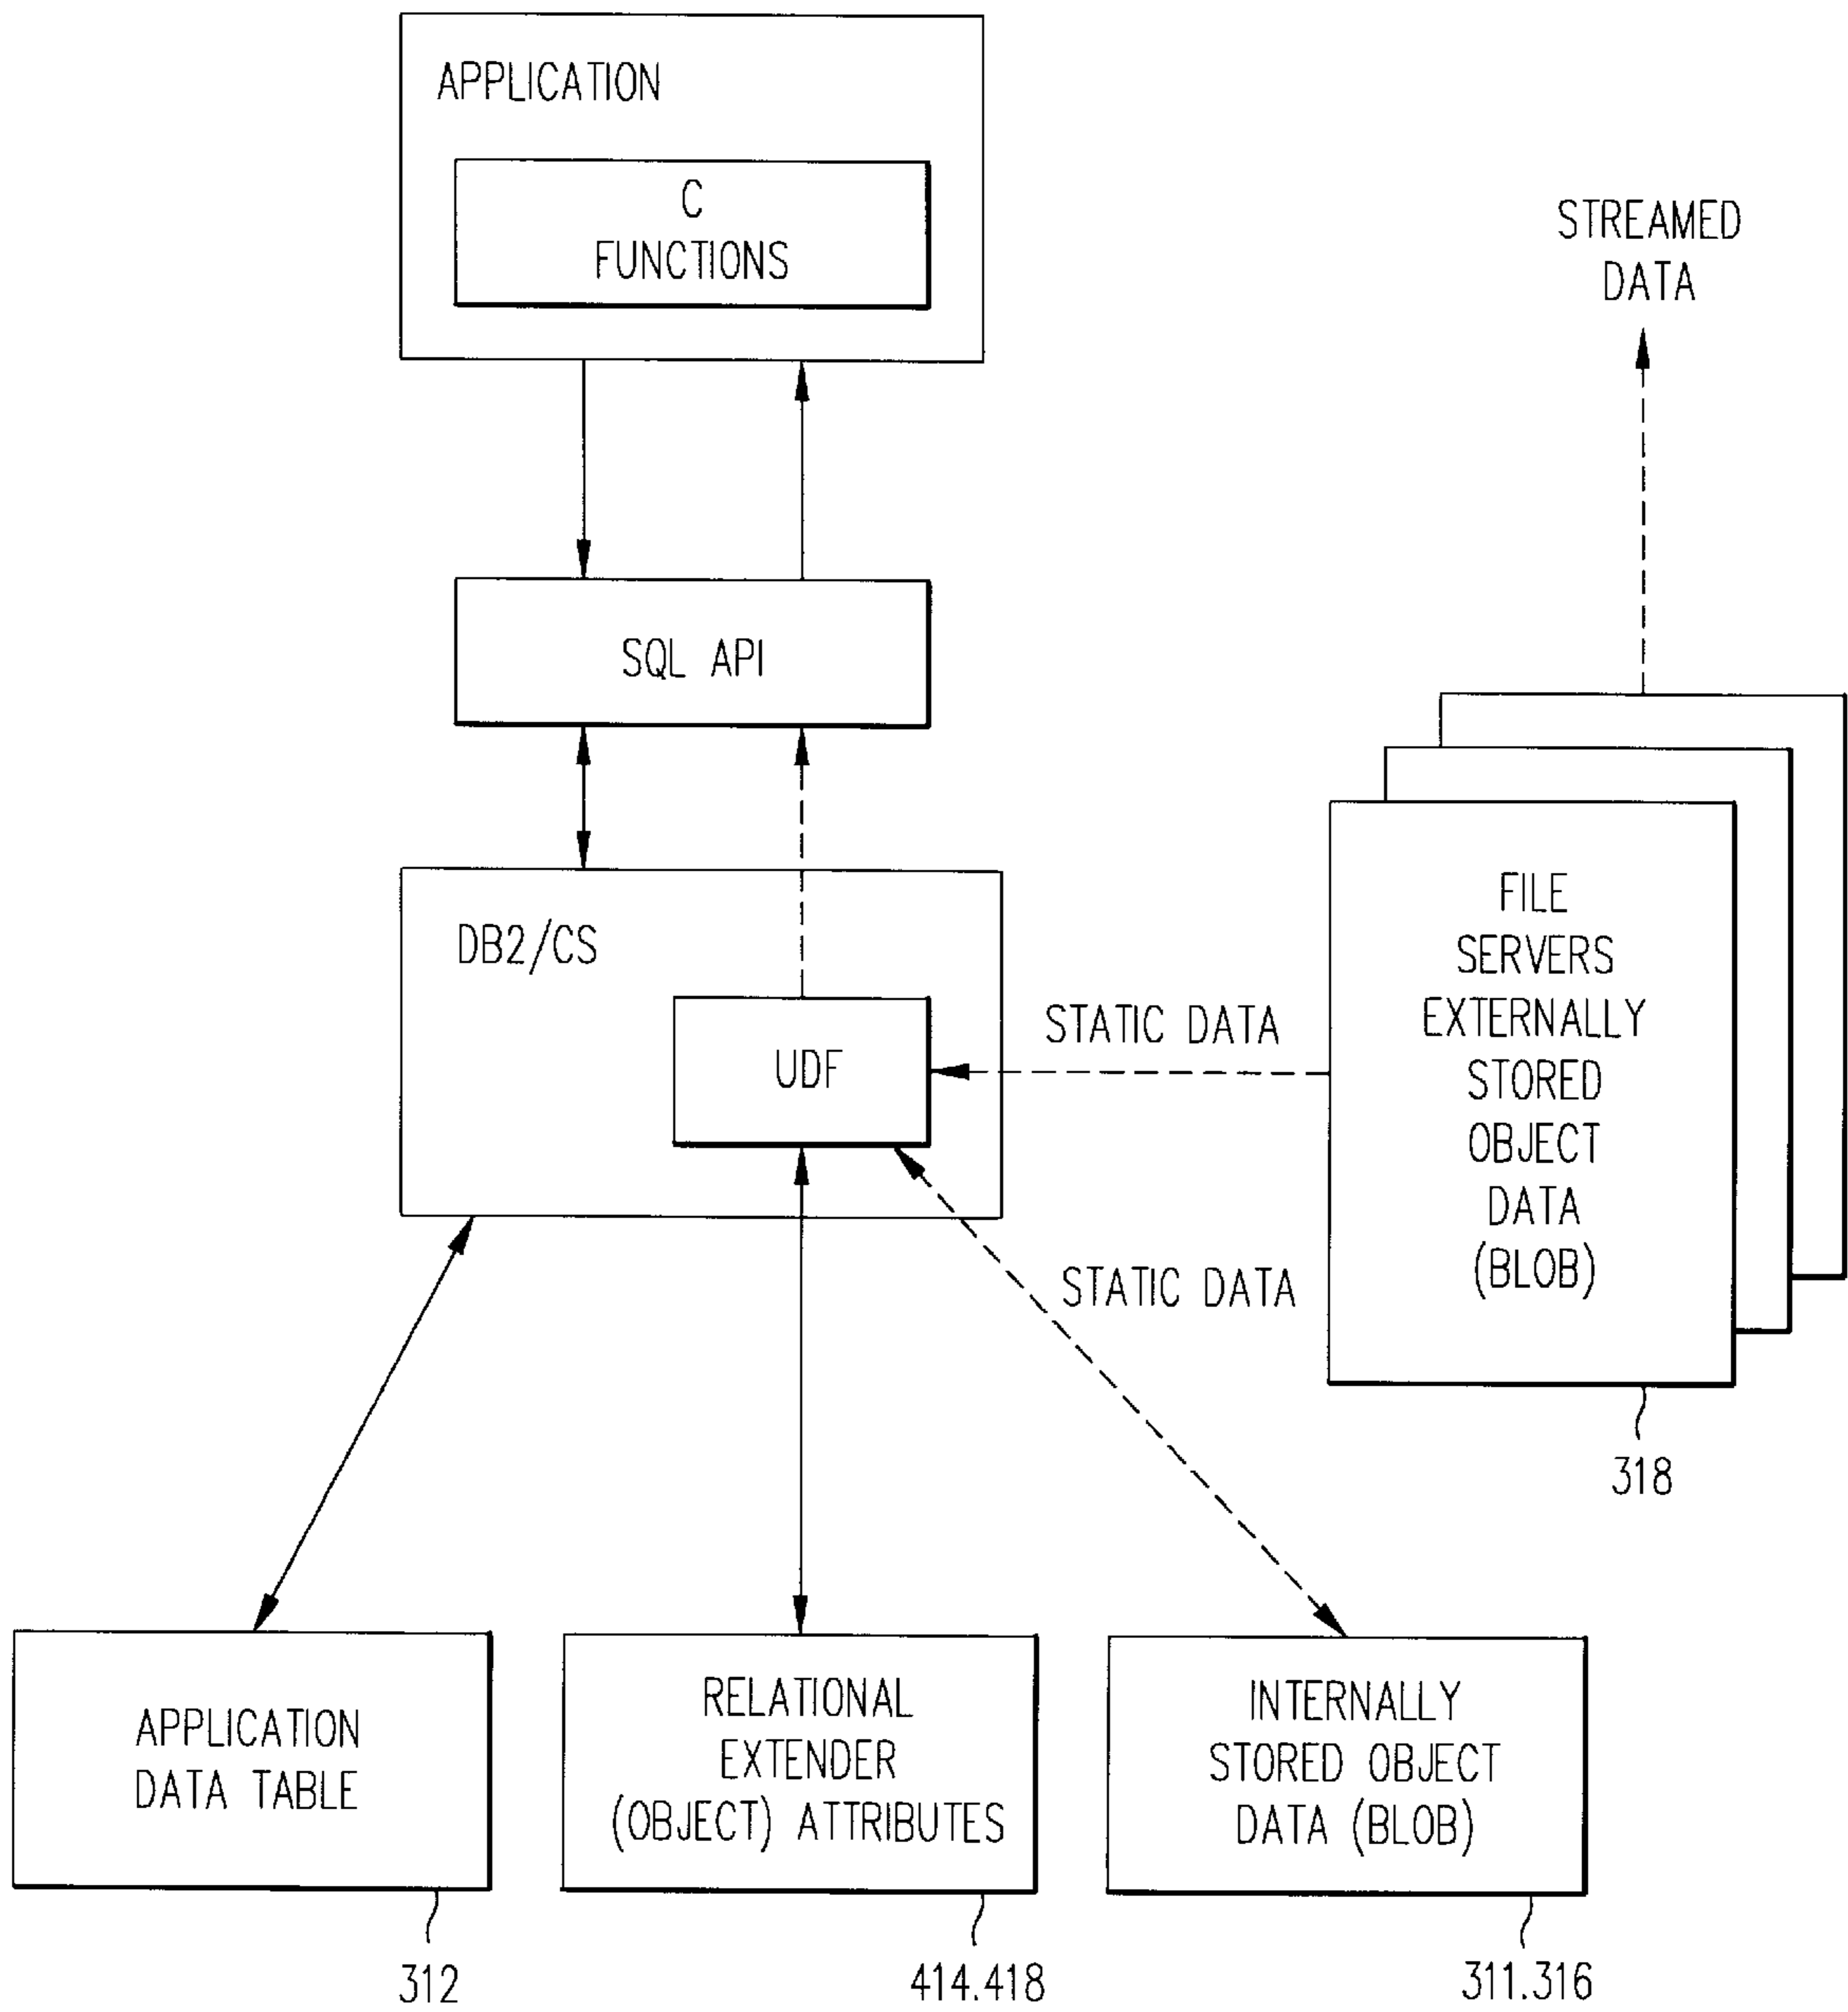 APPLICATION
C
FUNCTIONS
STREAMED
DATA
SQL API
DB2/CS
UDF
STATIC DATA
FILE
SERVERS
EXTERNALLY
STORED
OBJECT
DATA
(BLOB)
STATIC DATA
318
APPLICATION
DATA TABLE
RELATIONAL
EXTENDER
(OBJECT) ATTRIBUTES
INTERNALLY
STORED OBJECT
DATA (BLOB)
312
414.418
311.316